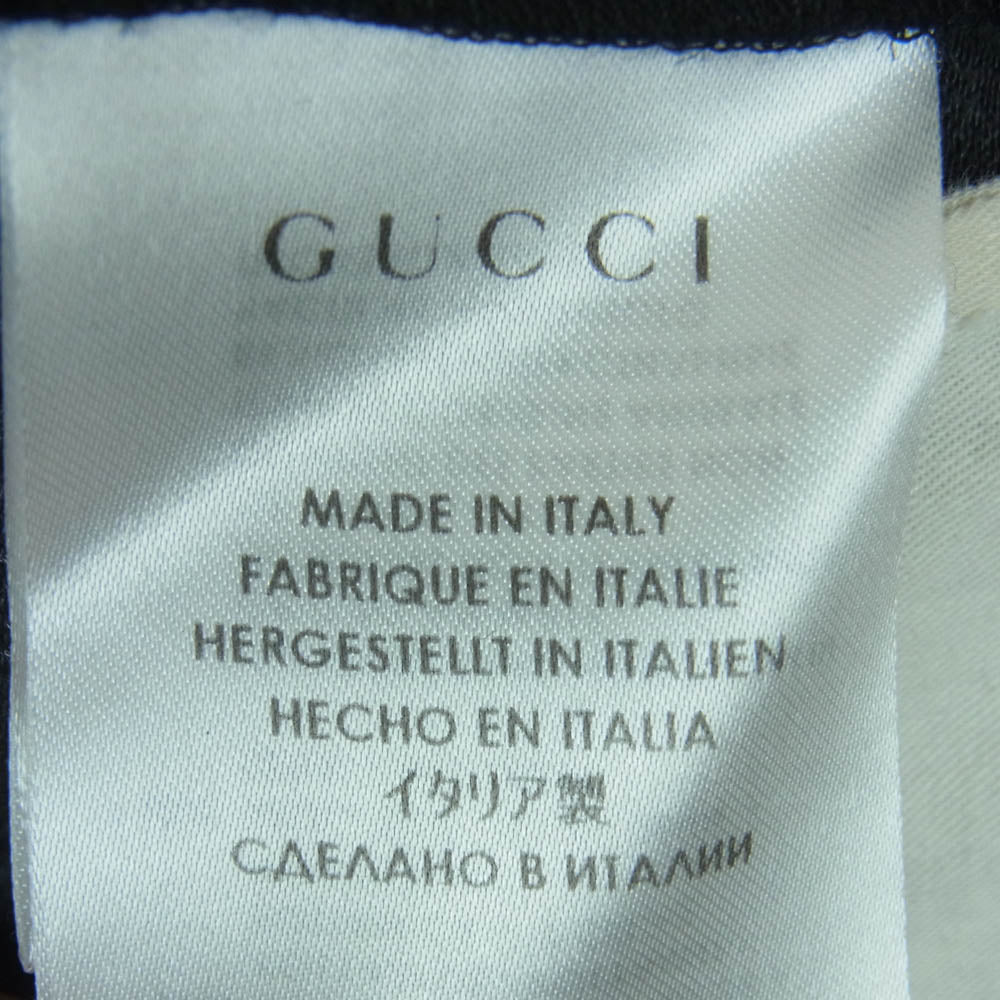 GUCCI
MADE IN ITALY
FABRIQUE EN ITALIE
HERGESTELLT IN ITALIEN
HECHO EN ITALIA
イタリア製
СДЕЛАНО В ИТАЛИИ